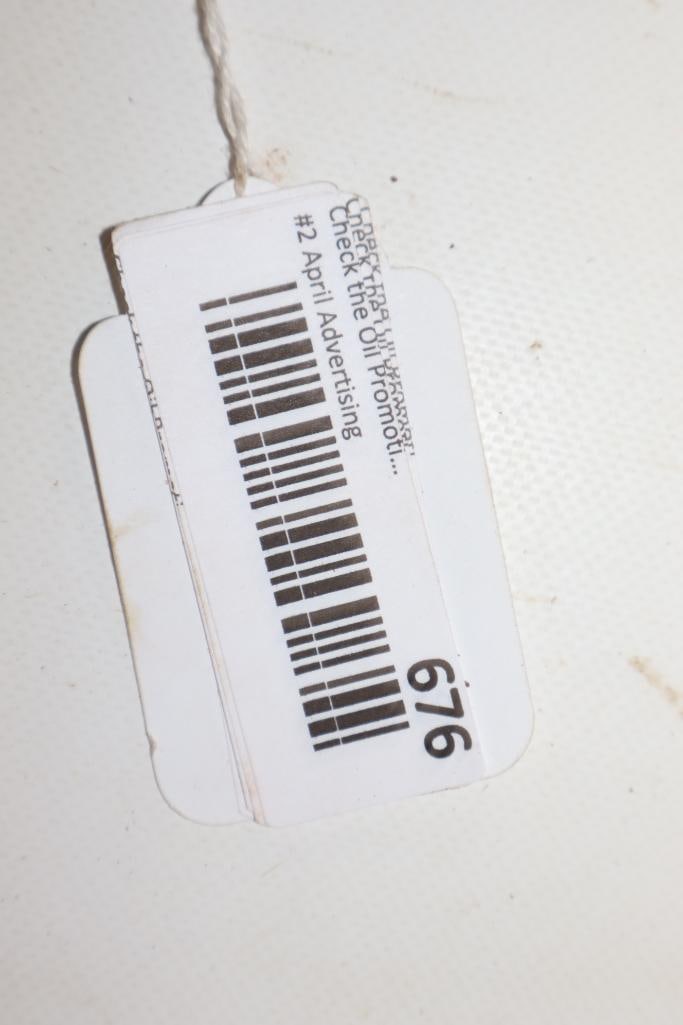 Check the Oil Promoti...
#2 April Advertising
676